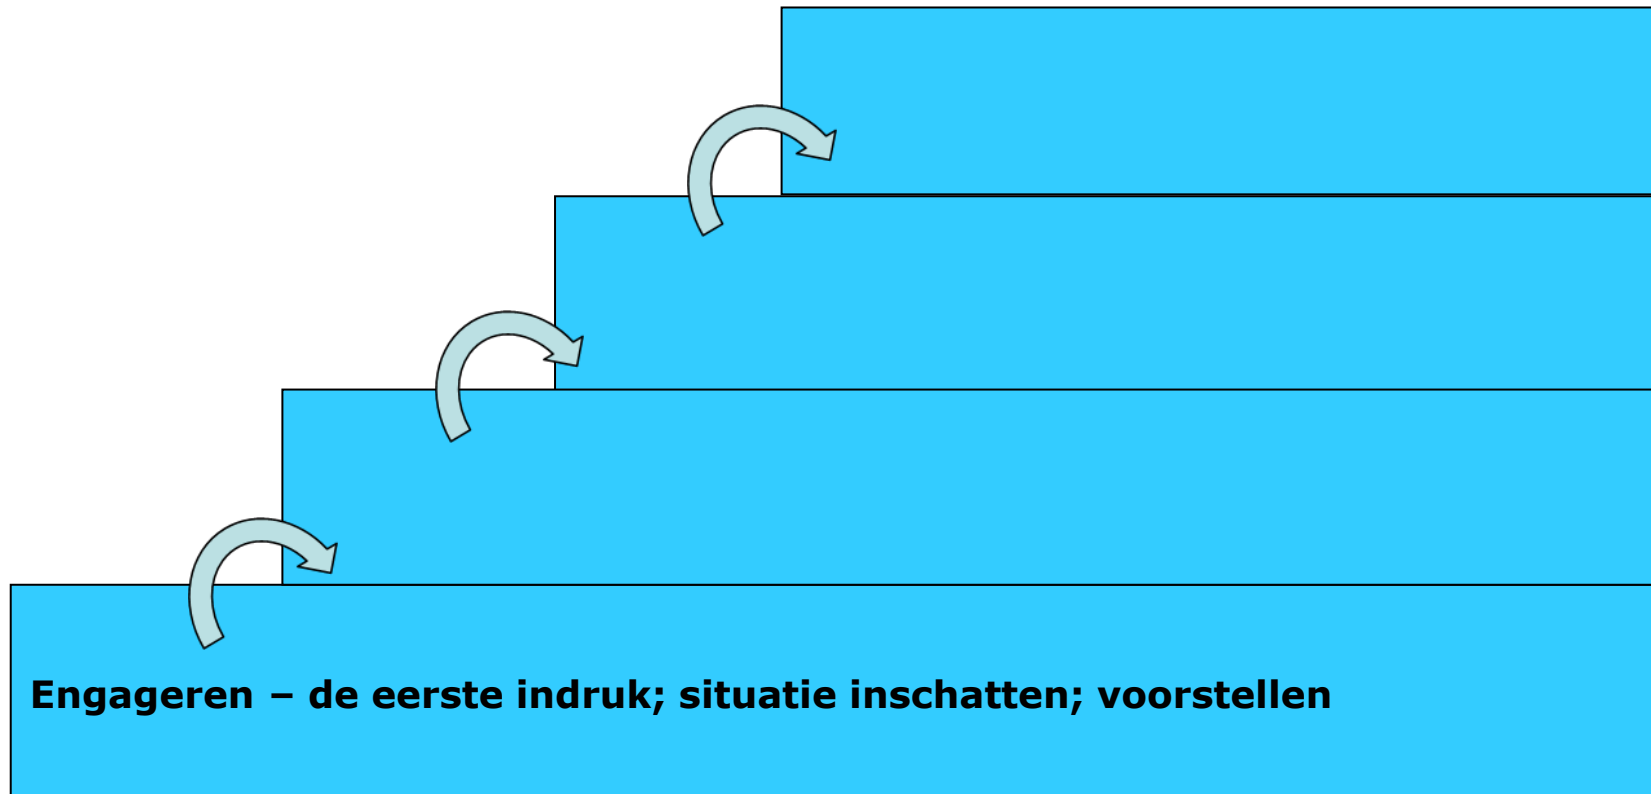 Engageren – de eerste indruk; situatie inschatten; voorstellen